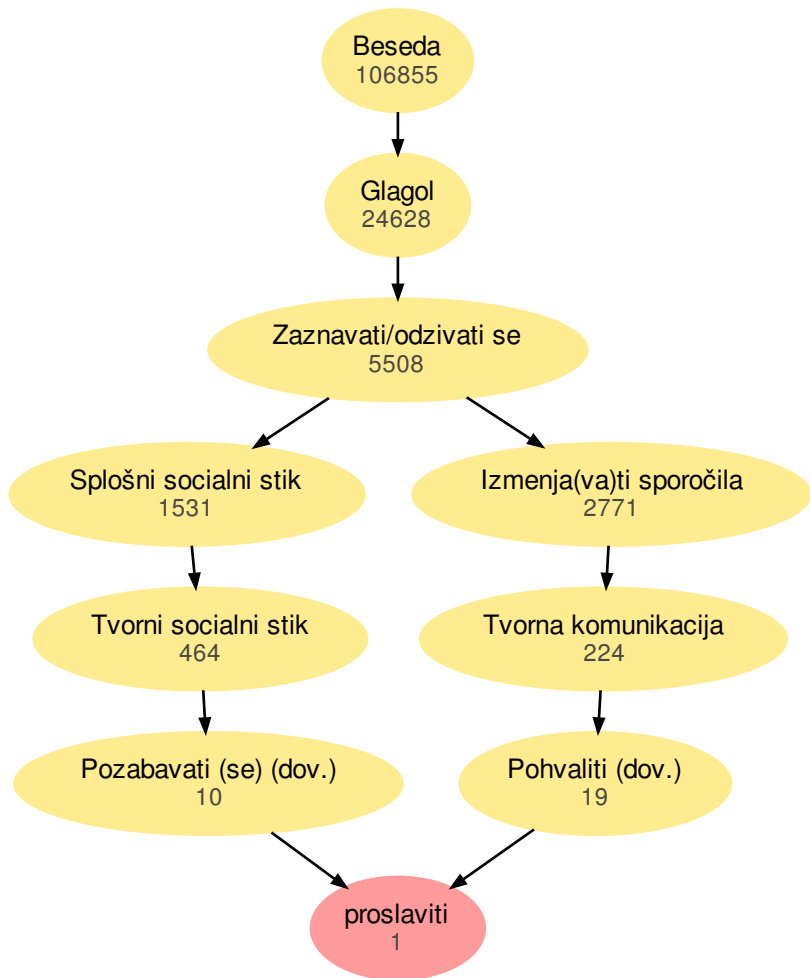 Beseda
106855
Glagol
24628
Zaznavati/odzivati se
5508
Splošni socialni stik
1531
Izmenja(va)ti sporočila
2771
Tvorni socialni stik
464
Tvorna komunikacija
224
Pozabavati (se) (dov.)
10
Pohvaliti (dov.)
19
proslaviti
1